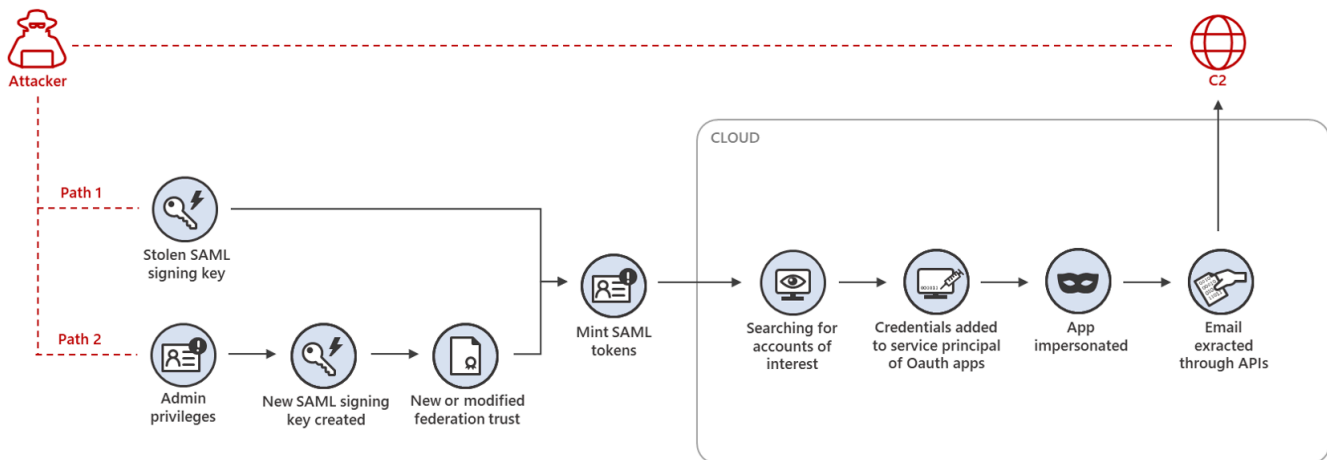 Attacker
C2
CLOUD
Path 1
Stolen SAML
signing key
Mint SAML
tokens
Searching for
accounts of
interest
Credentials added
to service principal
of Oauth apps
App
impersonated
Email
extracted
through APIs
Path 2
Admin
privileges
New SAML signing
key created
New or modified
federation trust